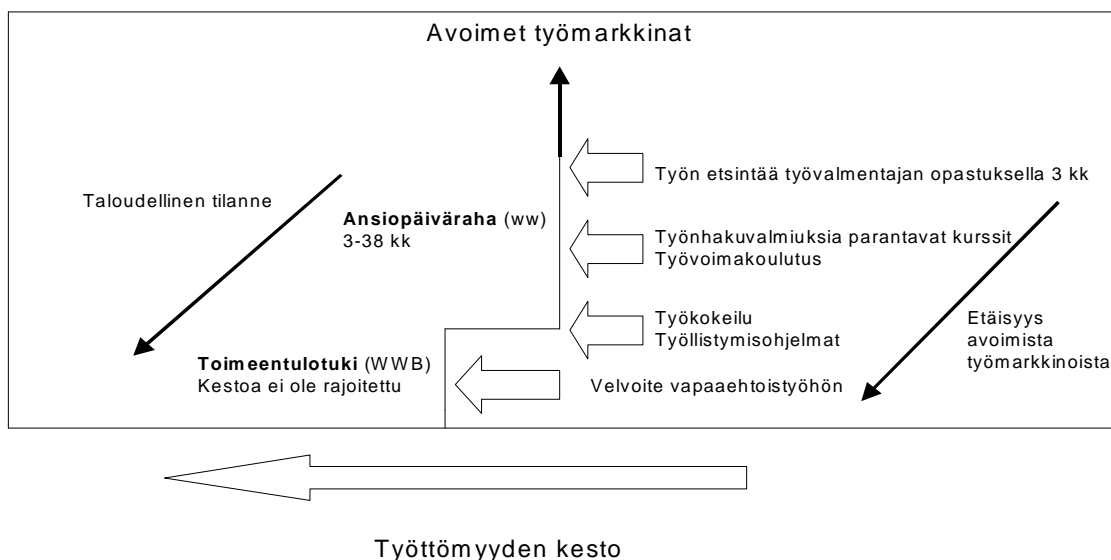 Avoimet työmarkkinat
Työn etsintää työvalmentajan opastuksella 3 kk
Taloudellinen tilanne
Ansiopäiväraha (ww)
3-38 kk
Työnhakuvalmiuksia parantavat kurssit
Työvoimakoulutus
Työkokeilu
Työllistymisohjelmat
Etäisyys
avoimista
työmarkkinoista
Toimeentulotuki (WWB)
Kestoa ei ole rajoitettu
Velvoite vapaaehtoistyöhön
Työttömyyden kesto